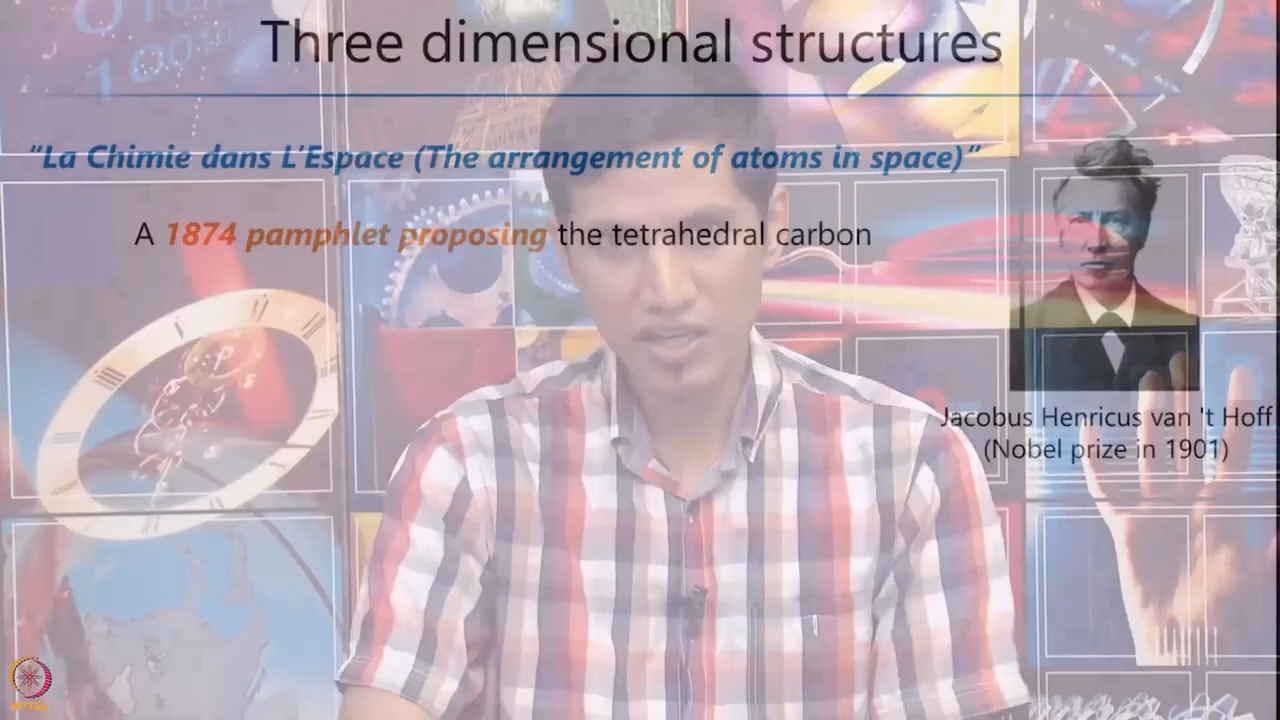 Three dimensional structures
“La Chimie dans L'Espace (The arrangement of atoms in space)”
A 1874 pamphlet proposing the tetrahedral carbon
Jacobus Henricus van 't Hoff
(Nobel prize in 1901)